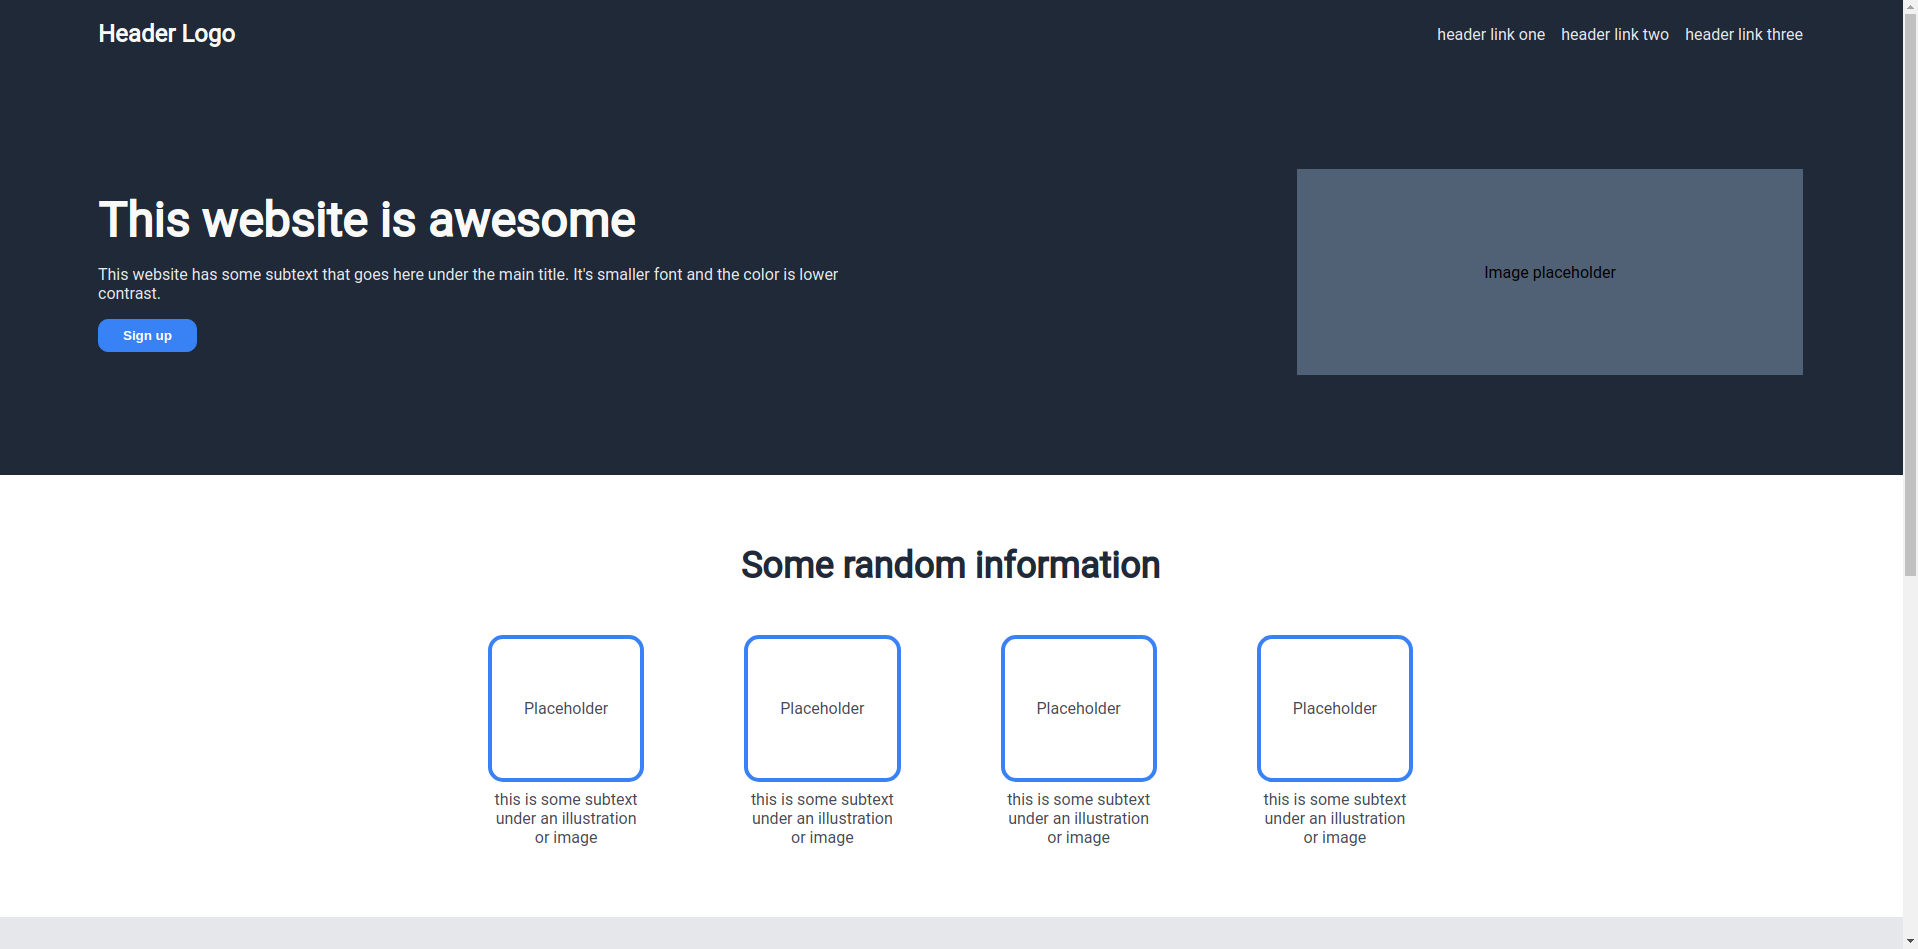 Header Logo
header link one
header link two
header link three
This website is awesome
This website has some subtext that goes here under the main title. It's smaller font and the color is lower
contrast.
Sign up
Image placeholder
Some random information
Placeholder
Placeholder
Placeholder
Placeholder
this is some subtext
under an illustration
or image
this is some subtext
under an illustration
or image
this is some subtext
under an illustration
or image
this is some subtext
under an illustration
or image